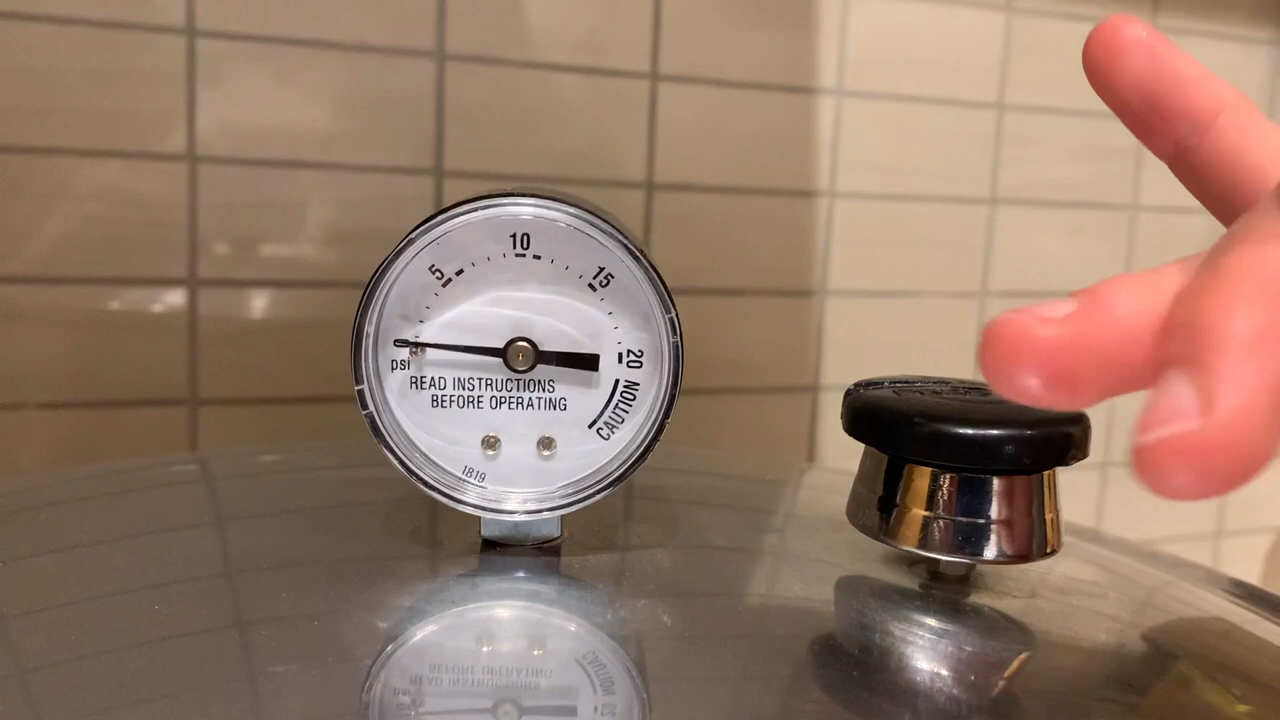 5
10
15
20
psi
READ INSTRUCTIONS
BEFORE OPERATING
CAUTION
1819